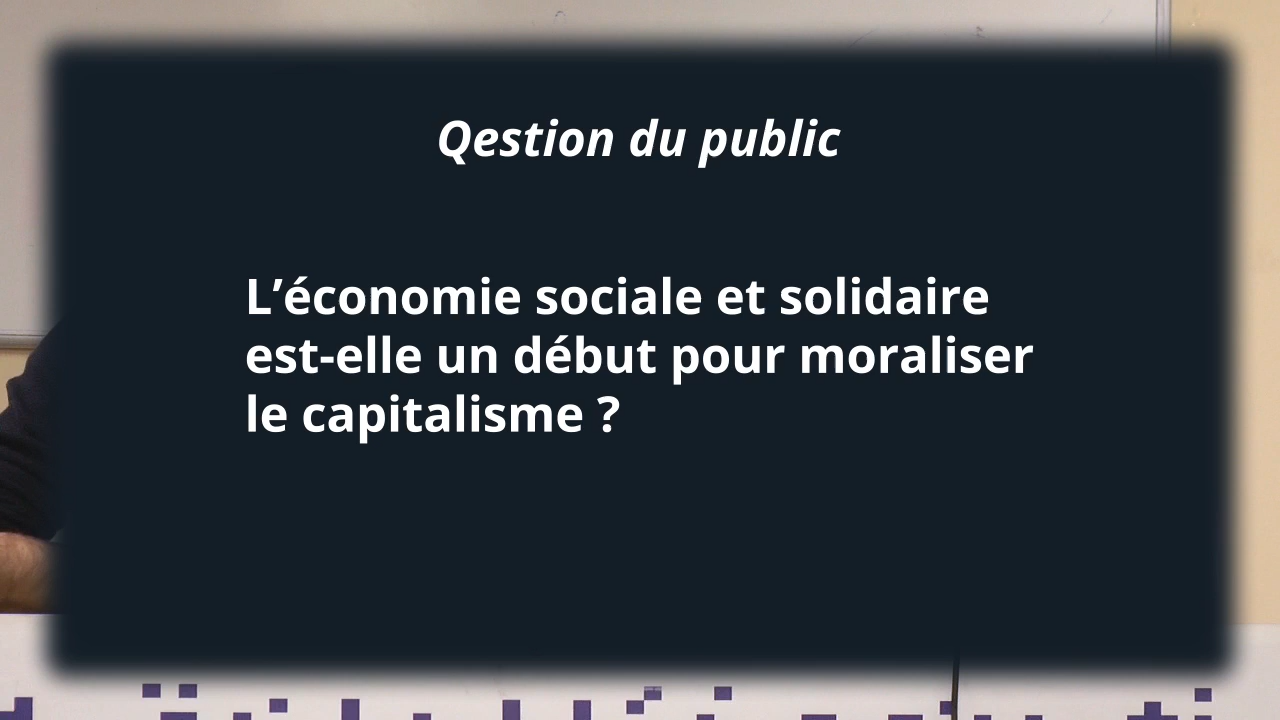 Qestion du public
L’économie sociale et solidaire
est-elle un début pour moraliser
le capitalisme ?